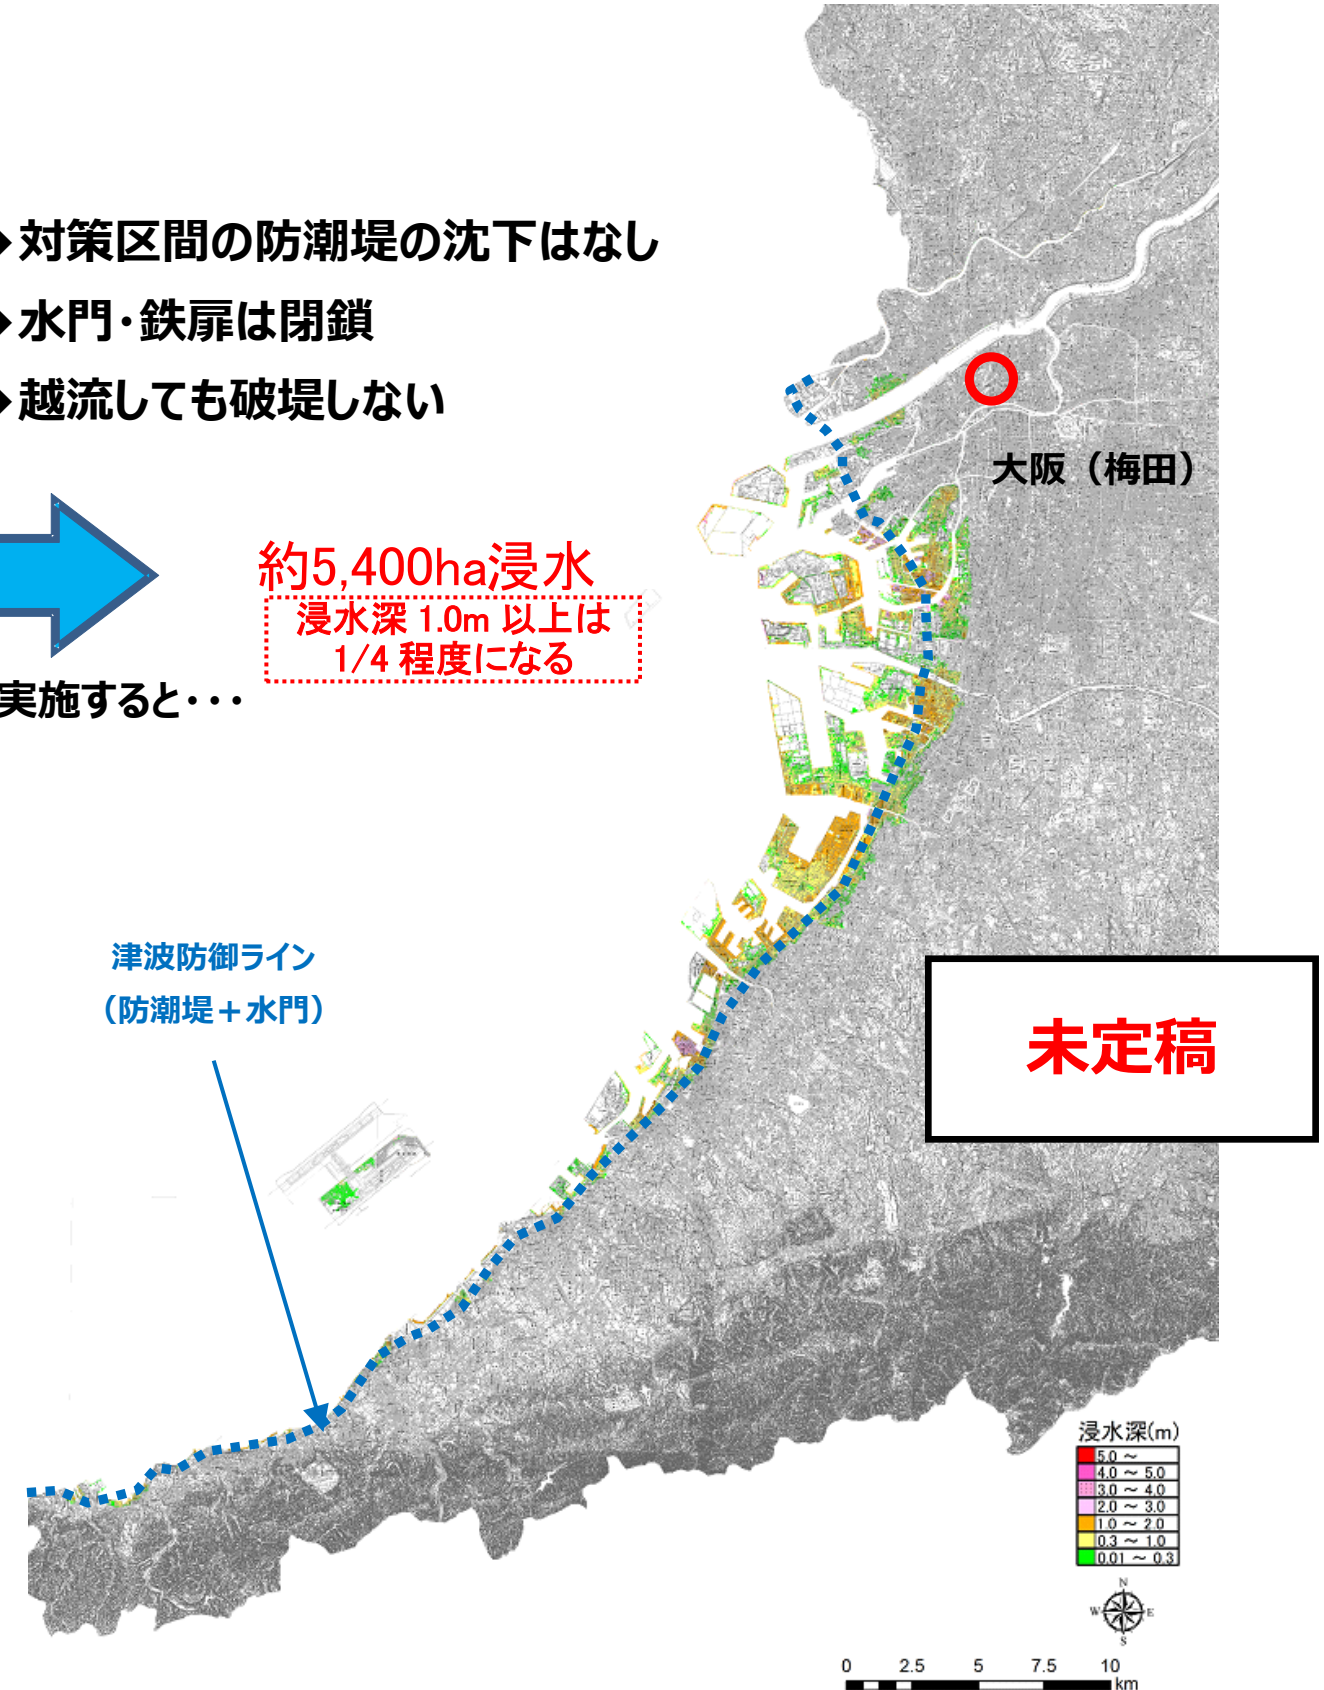 対策区間の防潮堤の沈下はなし
水門・鉄扉は閉鎖
越流しても破堤しない
大阪（梅田）
約5,400ha浸水
浸水深 1.0m 以上は
1/4 程度になる
実施すると・・・
津波防御ライン
（防潮堤＋水門）
未定稿
浸水深(m)
5.0 ～
4.0 ～ 5.0
3.0 ～ 4.0
2.0 ～ 3.0
1.0 ～ 2.0
0.3 ～ 1.0
0.01 ～ 0.3
N
W E
S
0 2.5 5 7.5 10
km